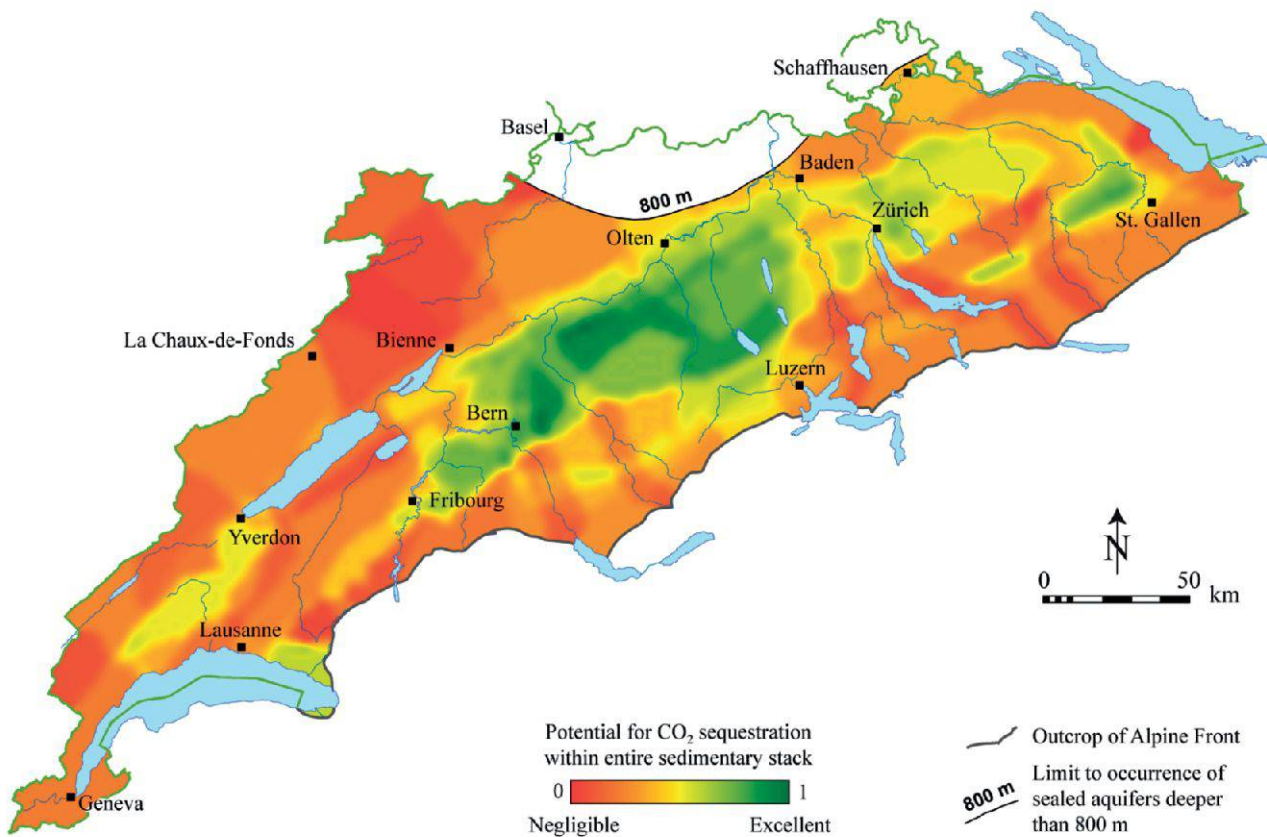 Schaffhausen
Basel
Baden
800 m
Zürich
Olten
St. Gallen
La Chaux-de-Fonds
Bienne
Luzern
Bern
Fribourg
Yverdon
N
0 50
km
Lausanne
Geneva
Potential for CO₂ sequestration
within entire sedimentary stack
0 1
Negligible Excellent
Outcrop of Alpine Front
800 m
Limit to occurrence of
sealed aquifers deeper
than 800 m